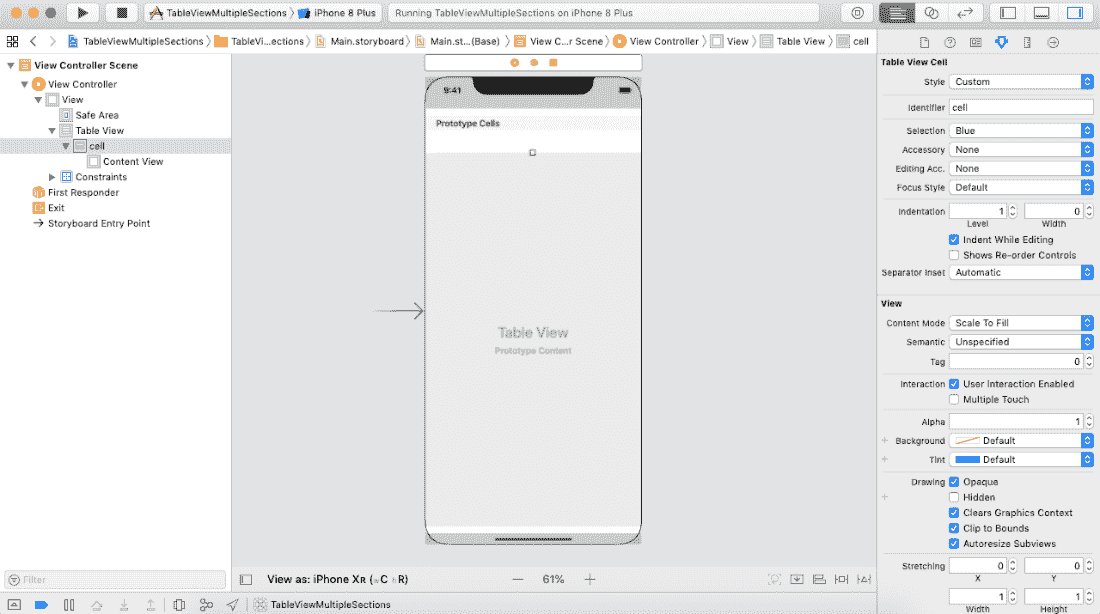 TableViewMultipleSections
iPhone 8 Plus
Running TableViewMultipleSections on iPhone 8 Plus
TableViewMultipleSections
TableVi...ections
Main.storyboard
Main.st...(Base)
View C...r Scene
View Controller
View
Table View
cell
View Controller Scene
View Controller
View
Safe Area
Table View
cell
Content View
Constraints
First Responder
Exit
Storyboard Entry Point
Filter
9:41
Prototype Cells
Table View
Prototype Content
View as: iPhone XR (wC hR)
61%
Table View Cell
Style Custom
Identifier cell
Selection Blue
Accessory None
Editing Acc. None
Focus Style Default
Indentation 1 0
Level Width
Indent While Editing
Shows Re-order Controls
Separator Inset Automatic
View
Content Mode Scale To Fill
Semantic Unspecified
Tag 0
Interaction User Interaction Enabled
Multiple Touch
Alpha 1
Background Default
Tint Default
Drawing Opaque
Hidden
Clears Graphics Context
Clip to Bounds
Autoresize Subviews
Stretching 0 0
X Y
1 1
Width Height
TableViewMultipleSections